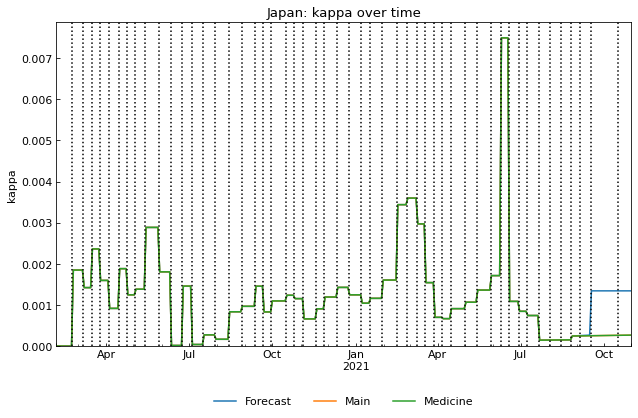 Japan: kappa over time
kappa
0.007
0.006
0.005
0.004
0.003
0.002
0.001
0.000
Apr Jul Oct Jan Apr Jul Oct
2021
Forecast Main Medicine